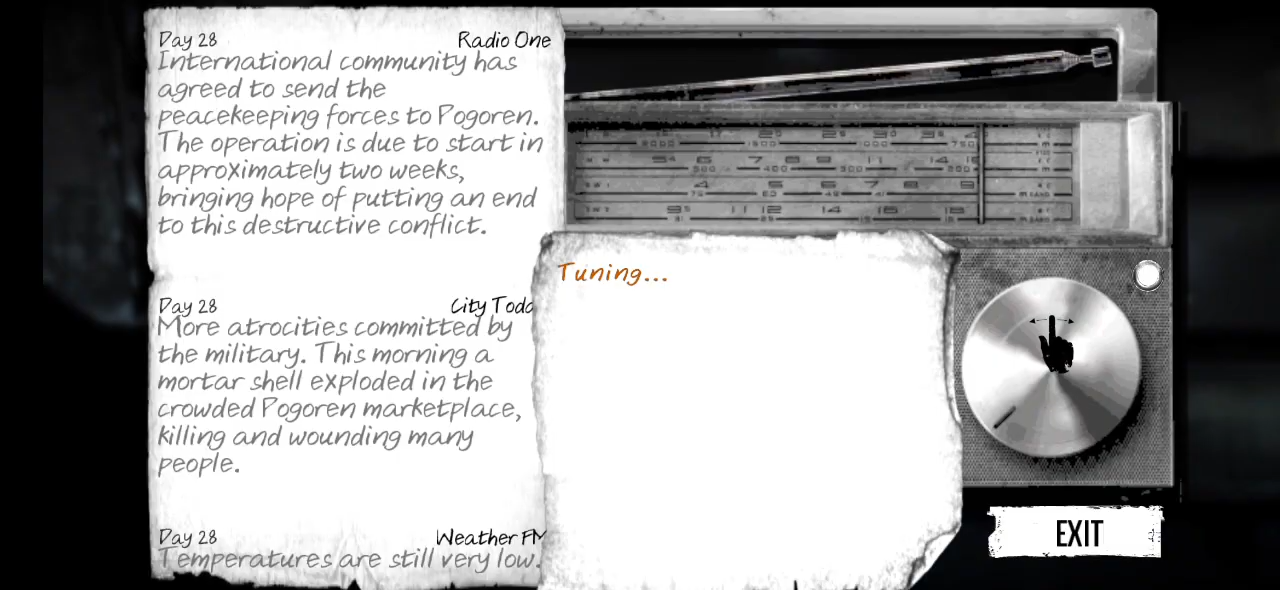 Day 28 Radio One
International community has
agreed to send the
peacekeeping forces to Pogoren.
The operation is due to start in
approximately two weeks,
bringing hope of putting an end
to this destructive conflict.
Day 28 City Toda
More atrocities committed by
the military. This morning a
mortar shell exploded in the
crowded Pogoren marketplace,
killing and wounding many
people.
Day 28 Weather FM
Temperatures are still very low.
Tuning...
EXIT